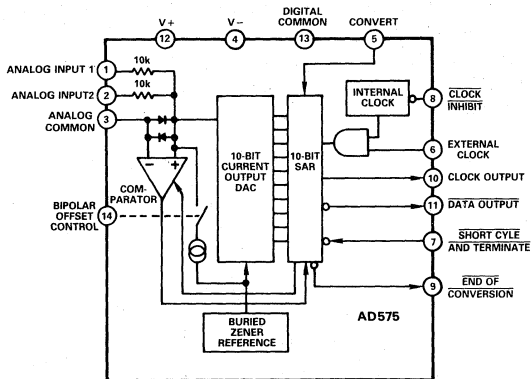 V+
12
V−
4
DIGITAL
COMMON
13
CONVERT
5
ANALOG INPUT 1
1
10k
ANALOG INPUT2
2
10k
ANALOG
COMMON
3
INTERNAL
CLOCK
8
CLOCK
INHIBIT
10-BIT
CURRENT
OUTPUT
DAC
10-BIT
SAR
6
EXTERNAL
CLOCK
10
CLOCK OUTPUT
− +
COM-
PARATOR
11
DATA OUTPUT
BIPOLAR
OFFSET
CONTROL
14
7
SHORT CYLE
AND TERMINATE
9
END OF
CONVERSION
BURIED
ZENER
REFERENCE
AD575